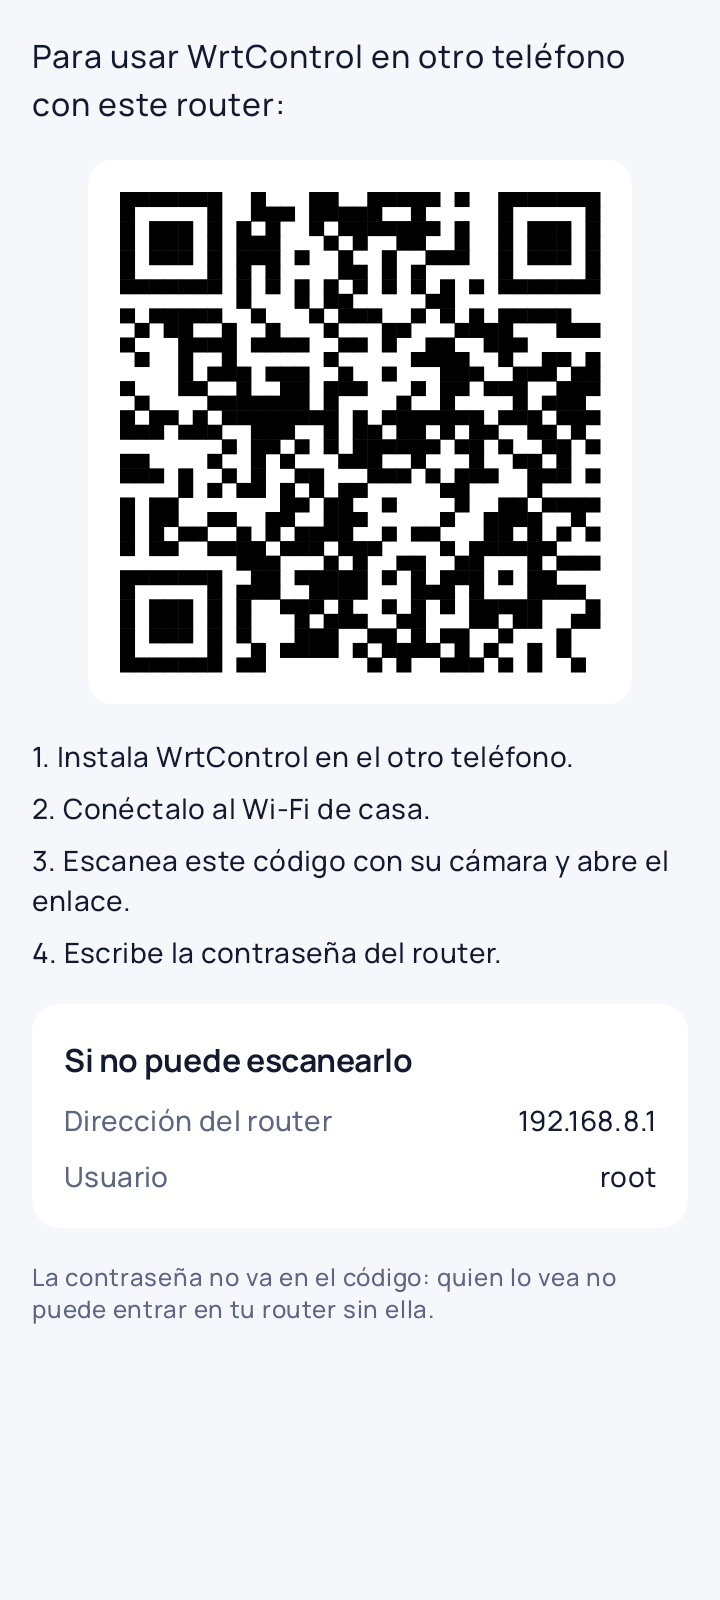 Para usar WrtControl en otro teléfono
con este router:
1. Instala WrtControl en el otro teléfono.
2. Conéctalo al Wi-Fi de casa.
3. Escanea este código con su cámara y abre el
enlace.
4. Escribe la contraseña del router.
Si no puede escanearlo
Dirección del router 192.168.8.1
Usuario root
La contraseña no va en el código: quien lo vea no
puede entrar en tu router sin ella.